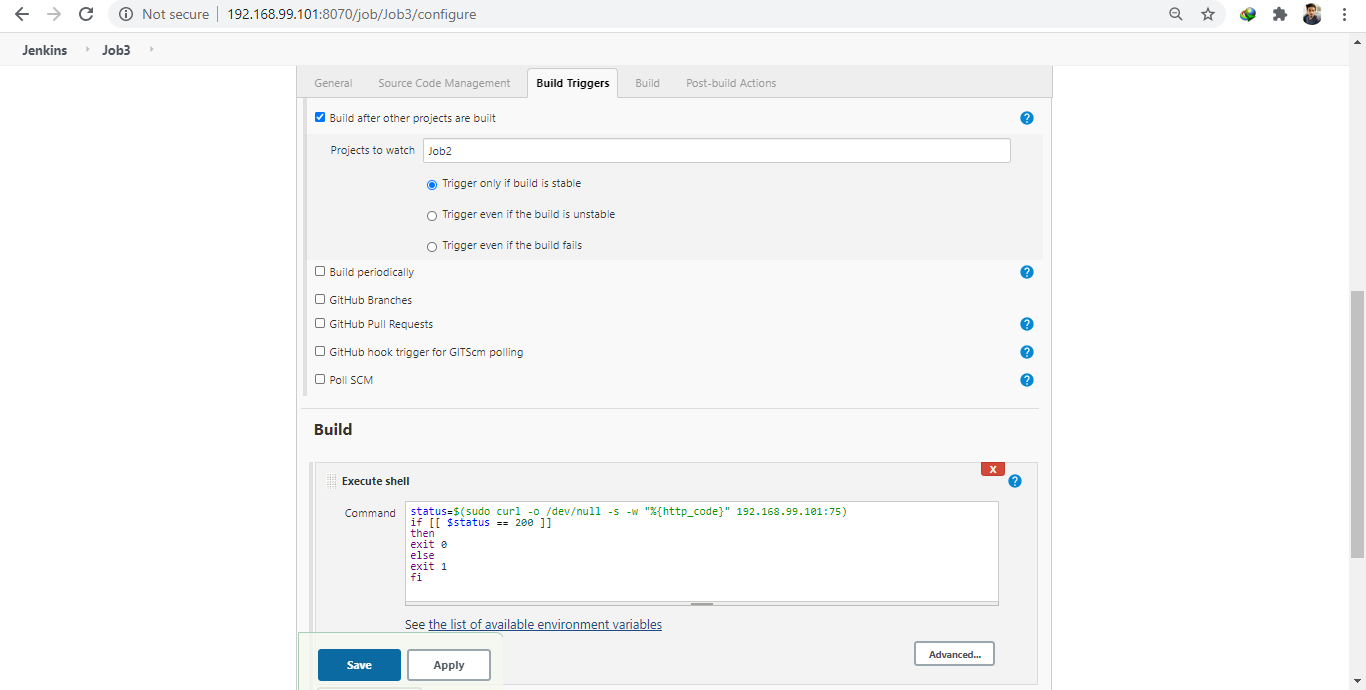 Not secure 192.168.99.101:8070/job/Job3/configure
Jenkins Job3
General Source Code Management Build Triggers Build Post-build Actions
Build after other projects are built ?
Projects to watch Job2
Trigger only if build is stable
Trigger even if the build is unstable
Trigger even if the build fails
Build periodically ?
GitHub Branches
GitHub Pull Requests ?
GitHub hook trigger for GITScm polling ?
Poll SCM ?
Build
X
Execute shell ?
Command status=$(sudo curl -o /dev/null -s -w "%{http_code}" 192.168.99.101:75)
if [[ $status == 200 ]]
then
exit 0
else
exit 1
fi
See the list of available environment variables
Advanced...
Save Apply